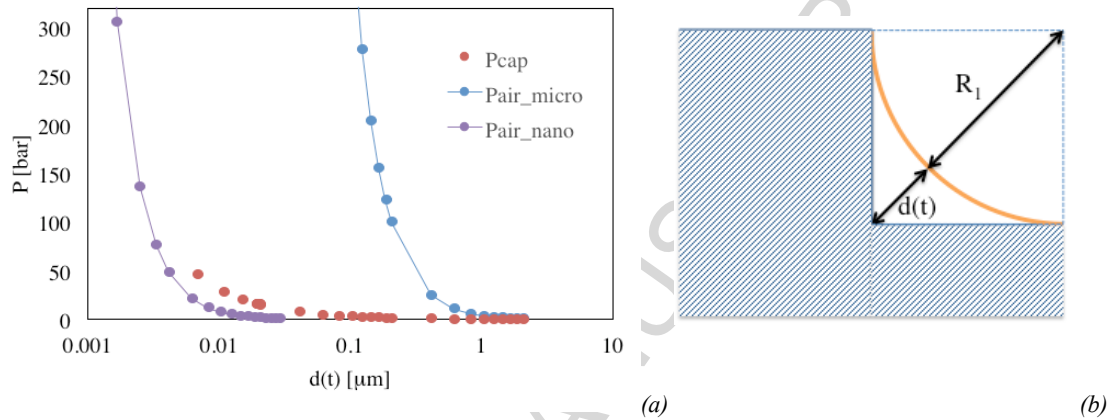 300
250
200
150
100
50
0
P [bar]
Pcap
Pair_micro
Pair_nano
0.001 0.01 0.1 1 10
d(t) [μm]
(a)
R1
d(t)
(b)